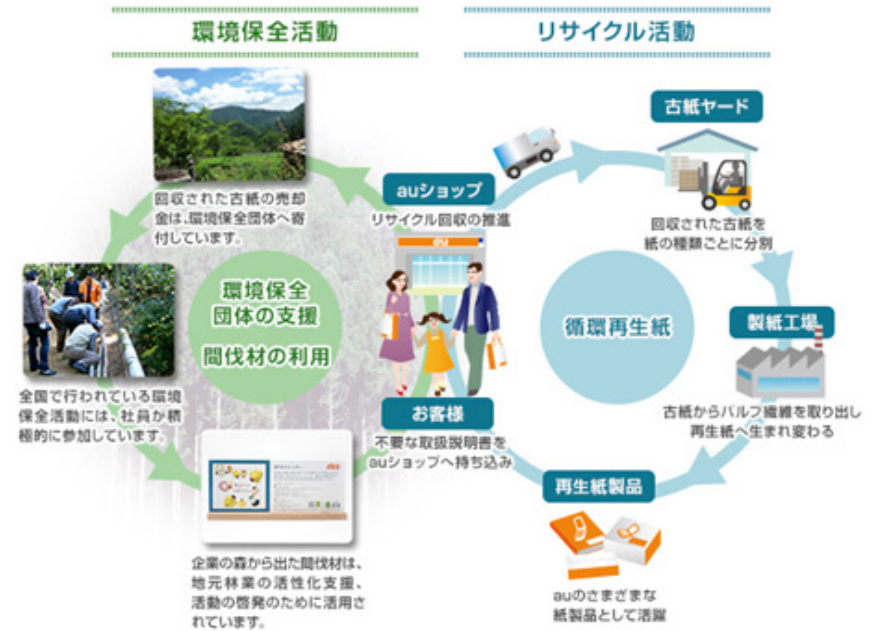 環境保全活動
リサイクル活動
回収された古紙の売却
金は、環境保全団体へ寄
付しています。
auショップ
リサイクル回収の推進
au
古紙ヤード
回収された古紙を
紙の種類ごとに分別
環境保全
団体の支援
間伐材の利用
循環再生紙
製紙工場
古紙からパルプ繊維を取り出し
再生紙へ生まれ変わる
全国で行われている環境
保全活動には、社員が積
極的に参加しています。
お客様
不要な取扱説明書を
auショップへ持ち込み
再生紙製品
auのさまざまな
紙製品として活躍
企業の森から出た間伐材は、
地元林業の活性化支援、
活動の啓発のために活用さ
れています。